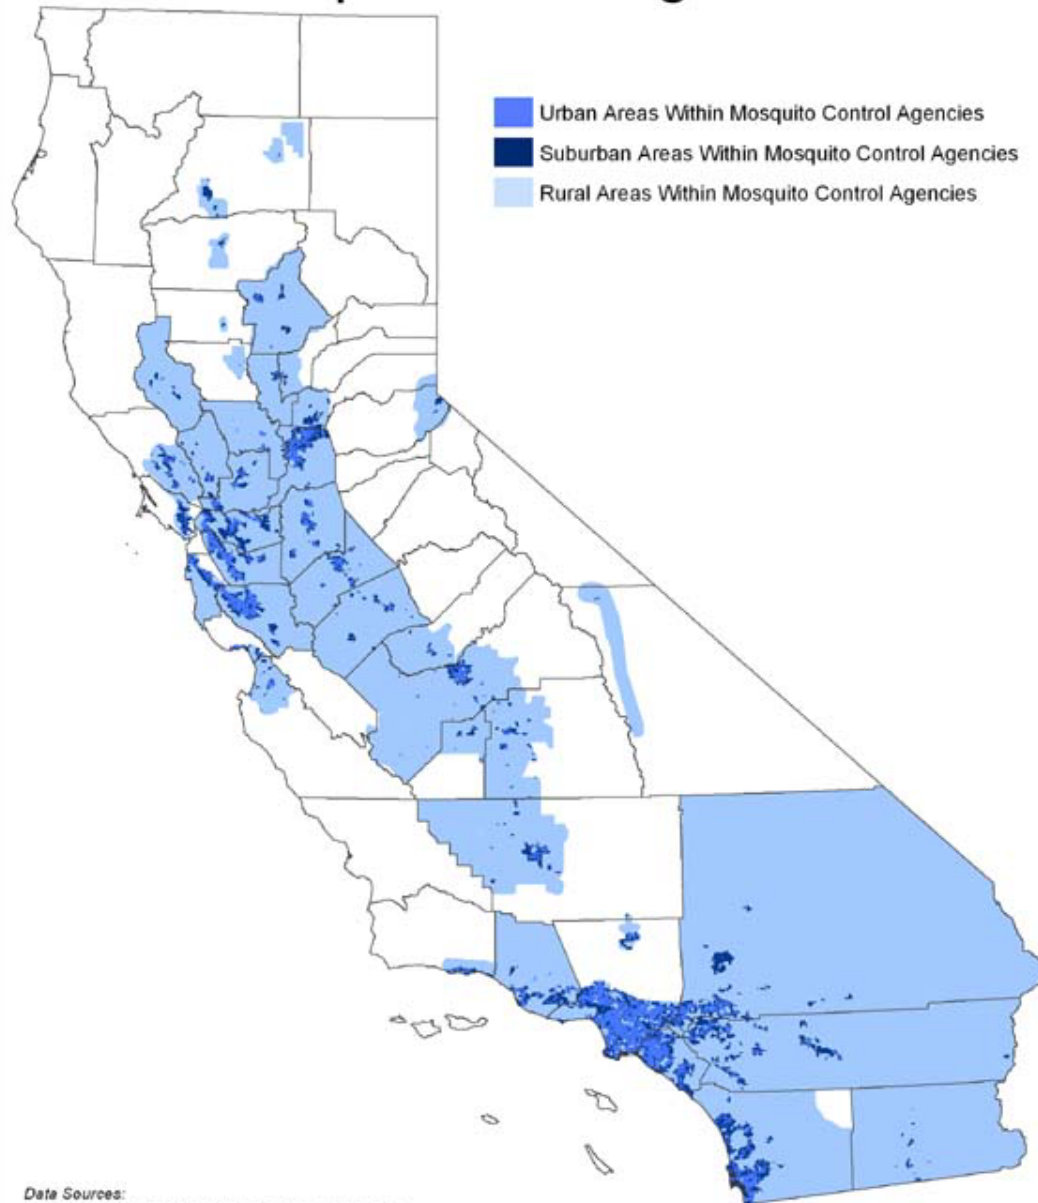 Urban Areas Within Mosquito Control Agencies
Suburban Areas Within Mosquito Control Agencies
Rural Areas Within Mosquito Control Agencies
Data Sources: